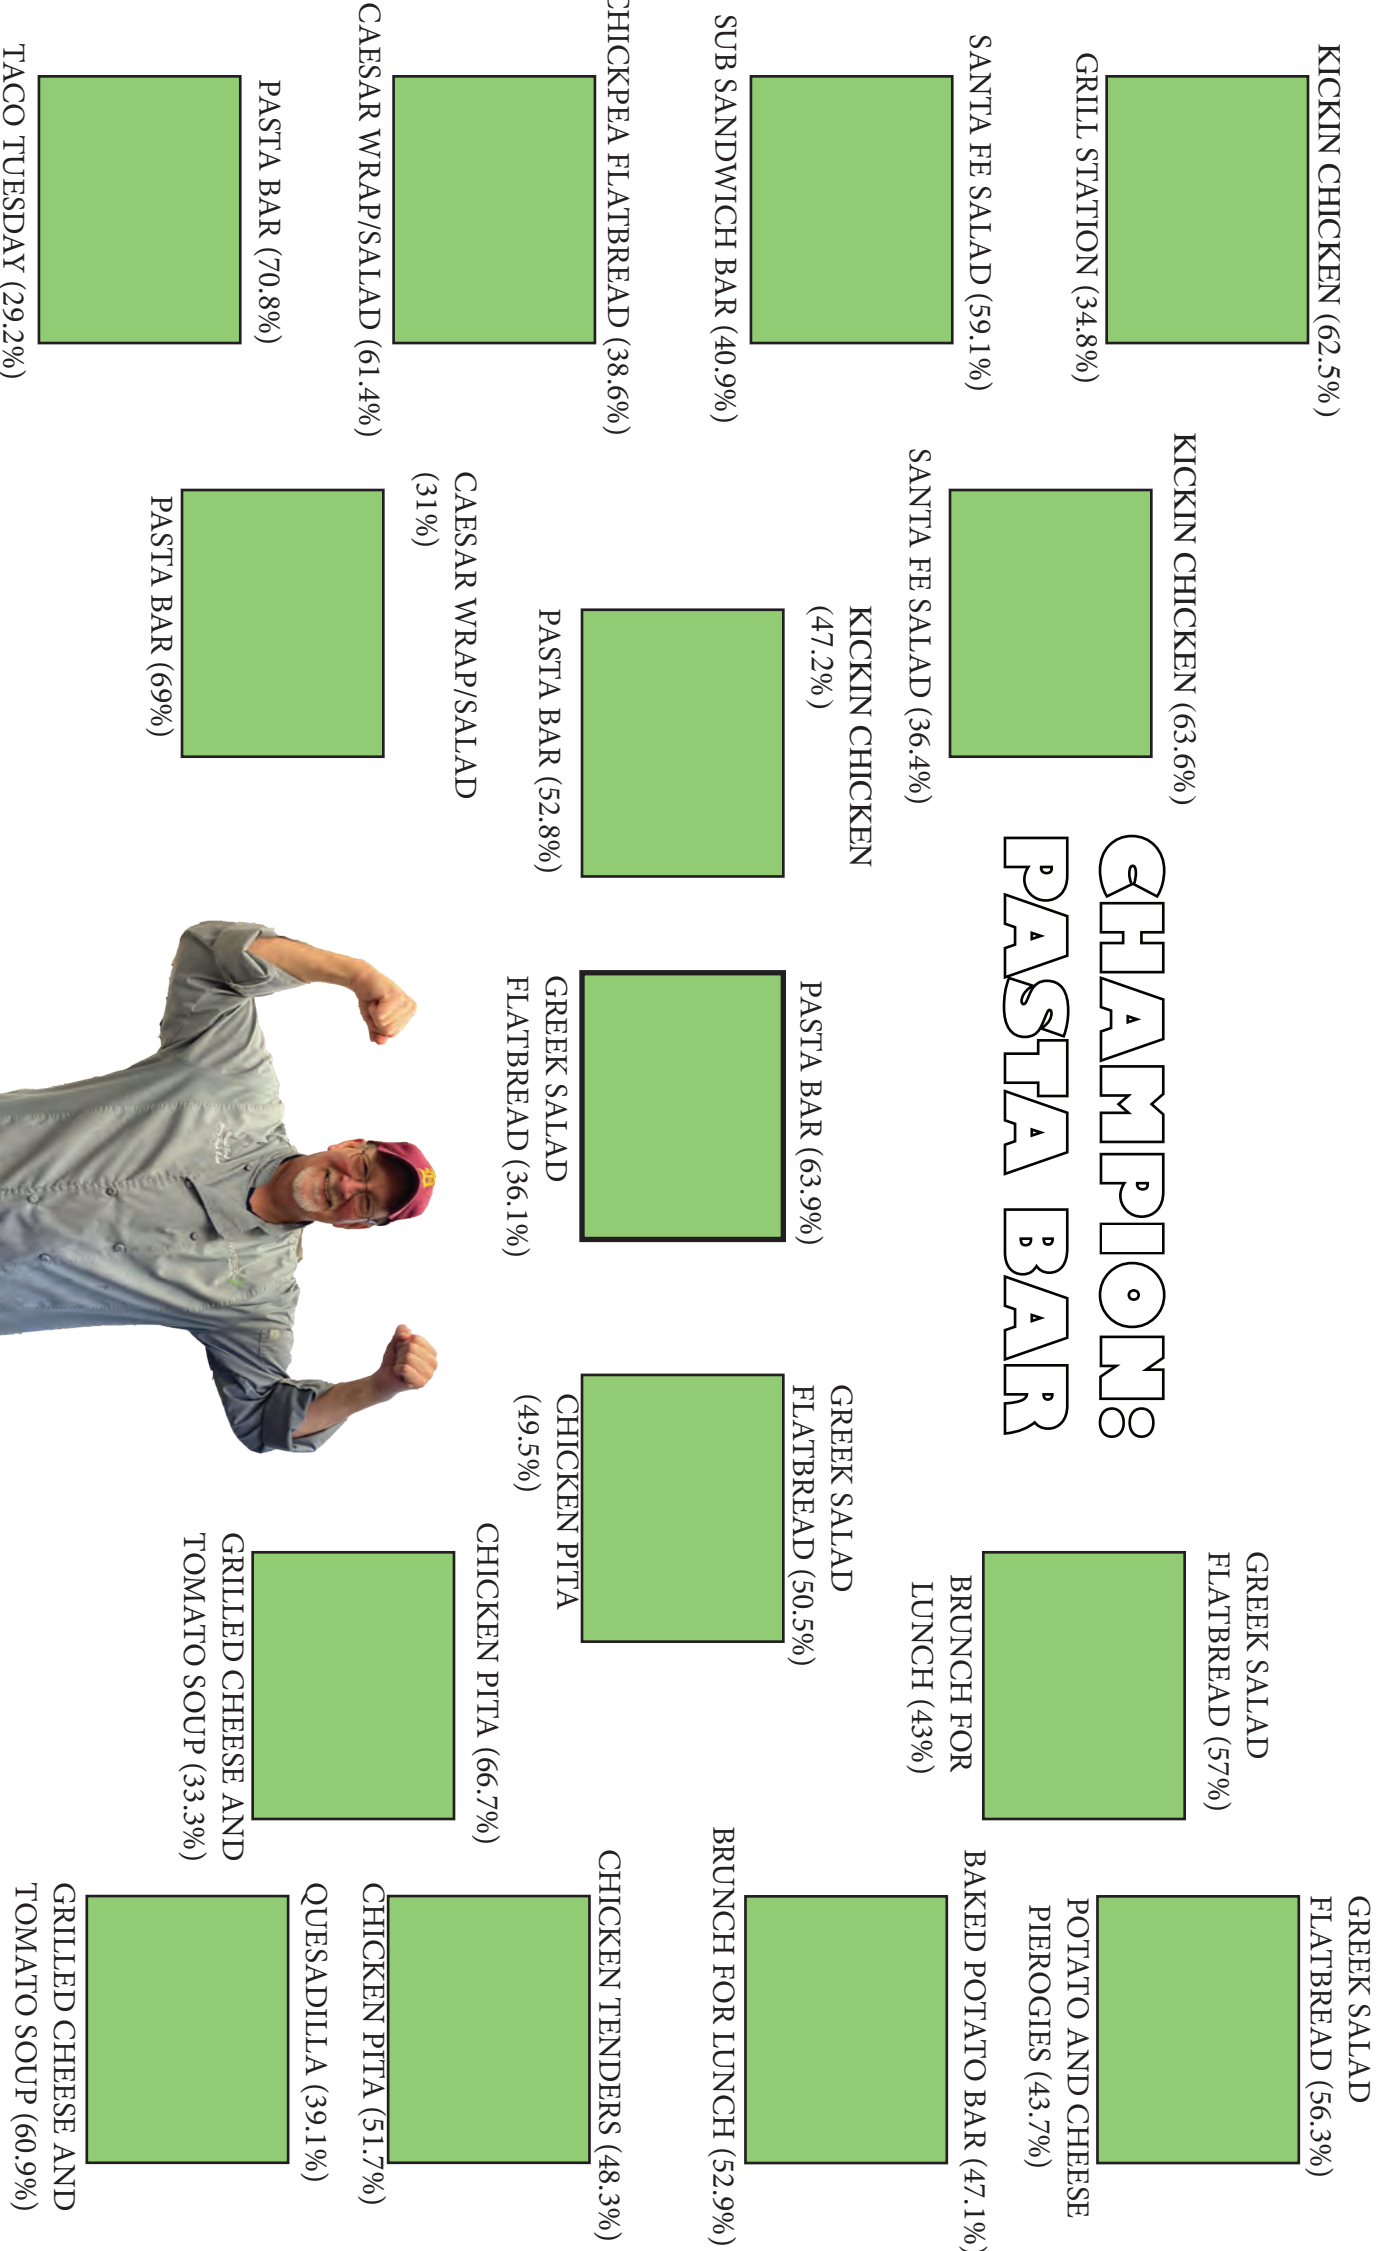 KICKIN CHICKEN (62.5%)
GRILL STATION (34.8%)
SANTA FE SALAD (59.1%)
SUB SANDWICH BAR (40.9%)
CHICKPEA FLATBREAD (38.6%)
CAESAR WRAP/SALAD (61.4%)
PASTA BAR (70.8%)
TACO TUESDAY (29.2%)
KICKIN CHICKEN (63.6%)
SANTA FE SALAD (36.4%)
CAESAR WRAP/SALAD
(31%)
PASTA BAR (69%)
KICKIN CHICKEN
(47.2%)
PASTA BAR (52.8%)
CHAMPION:
PASTA BAR
PASTA BAR (63.9%)
GREEK SALAD
FLATBREAD (36.1%)
GREEK SALAD
FLATBREAD (50.5%)
CHICKEN PITA
(49.5%)
GREEK SALAD
FLATBREAD (57%)
BRUNCH FOR
LUNCH (43%)
CHICKEN PITA (66.7%)
GRILLED CHEESE AND
TOMATO SOUP (33.3%)
GREEK SALAD
FLATBREAD (56.3%)
POTATO AND CHEESE
PIEROGIES (43.7%)
BAKED POTATO BAR (47.1%)
BRUNCH FOR LUNCH (52.9%)
CHICKEN TENDERS (48.3%)
CHICKEN PITA (51.7%)
QUESADILLA (39.1%)
GRILLED CHEESE AND
TOMATO SOUP (60.9%)